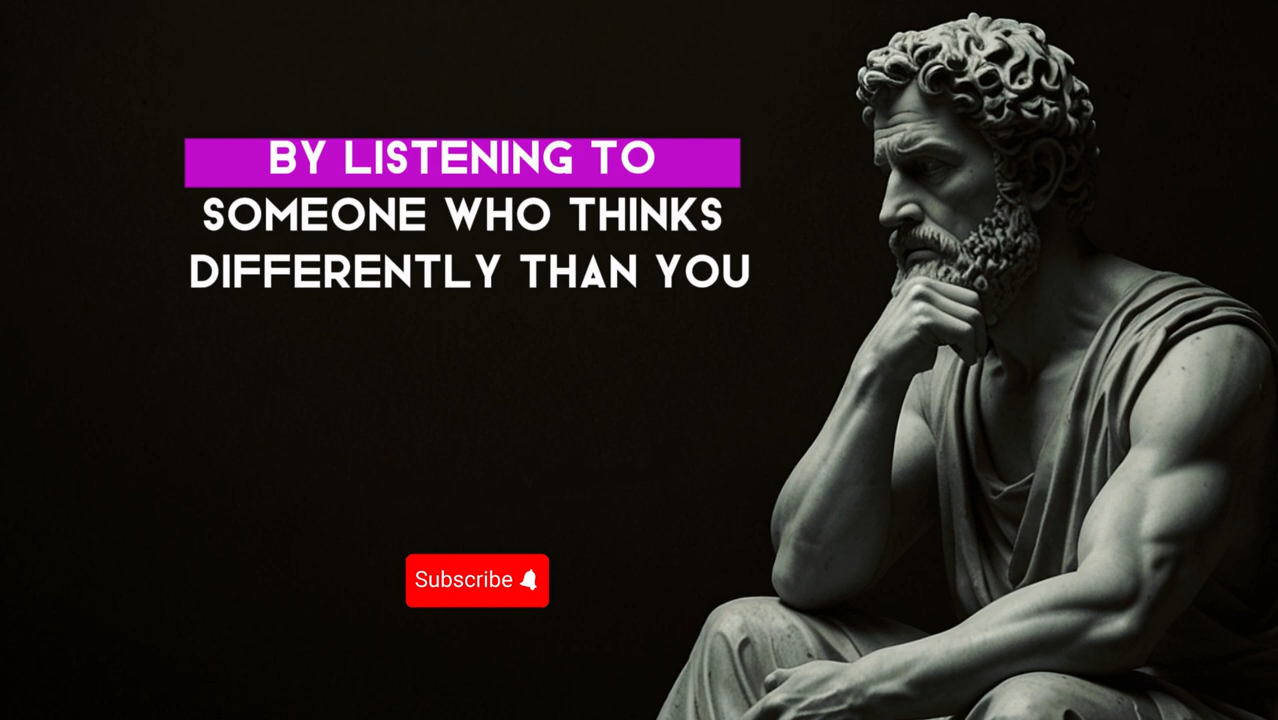 BY LISTENING TO
SOMEONE WHO THINKS
DIFFERENTLY THAN YOU
Subscribe